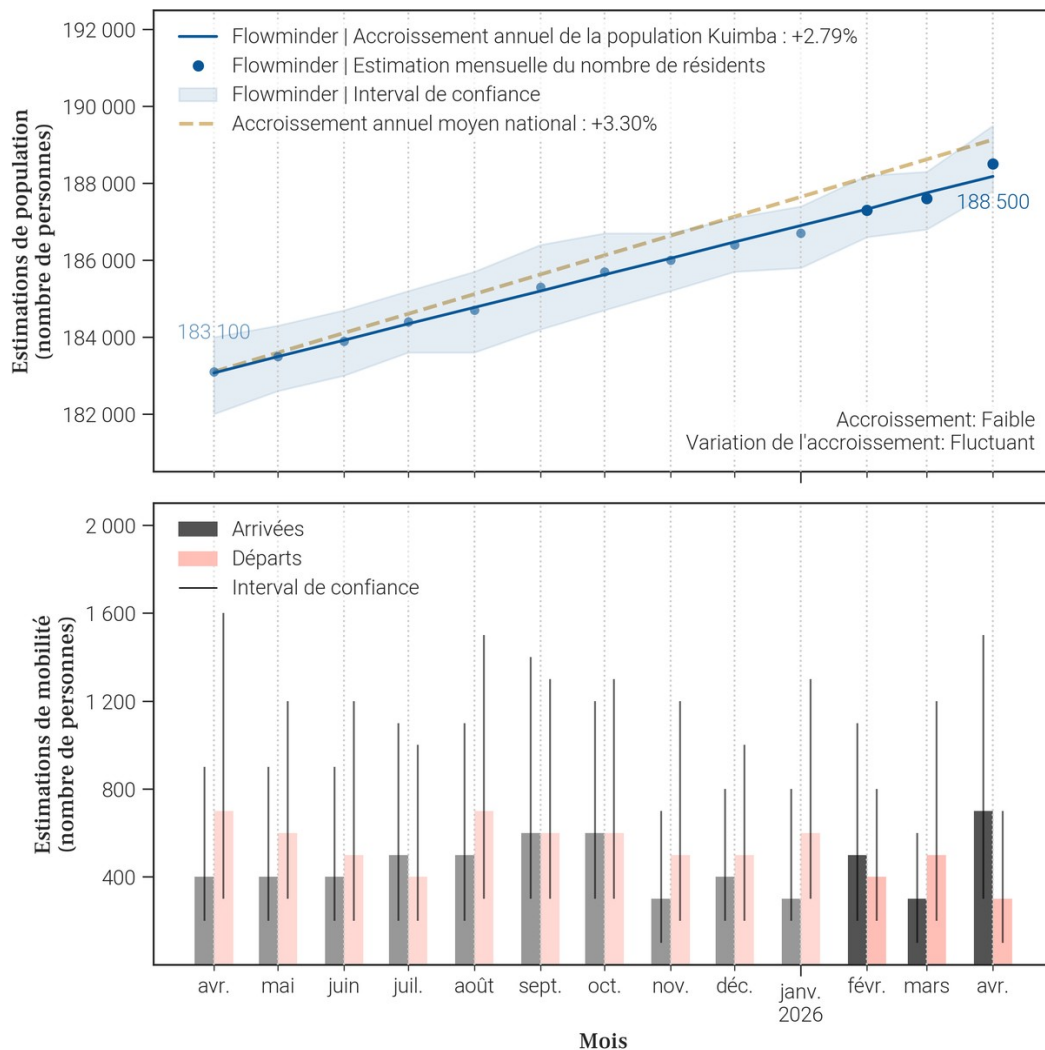 192 000
190 000
188 000
186 000
184 000
182 000
Estimations de population
(nombre de personnes)
Flowminder | Accroissement annuel de la population Kuimba : +2.79%
Flowminder | Estimation mensuelle du nombre de résidents
Flowminder | Interval de confiance
Accroissement annuel moyen national : +3.30%
183 100
188 500
Accroissement: Faible
Variation de l'accroissement: Fluctuant
2 000
1 600
1 200
800
400
Estimations de mobilité
(nombre de personnes)
Arrivées
Départs
Interval de confiance
avr. mai juin juil. août sept. oct. nov. déc. janv. févr. mars avr.
2026
Mois